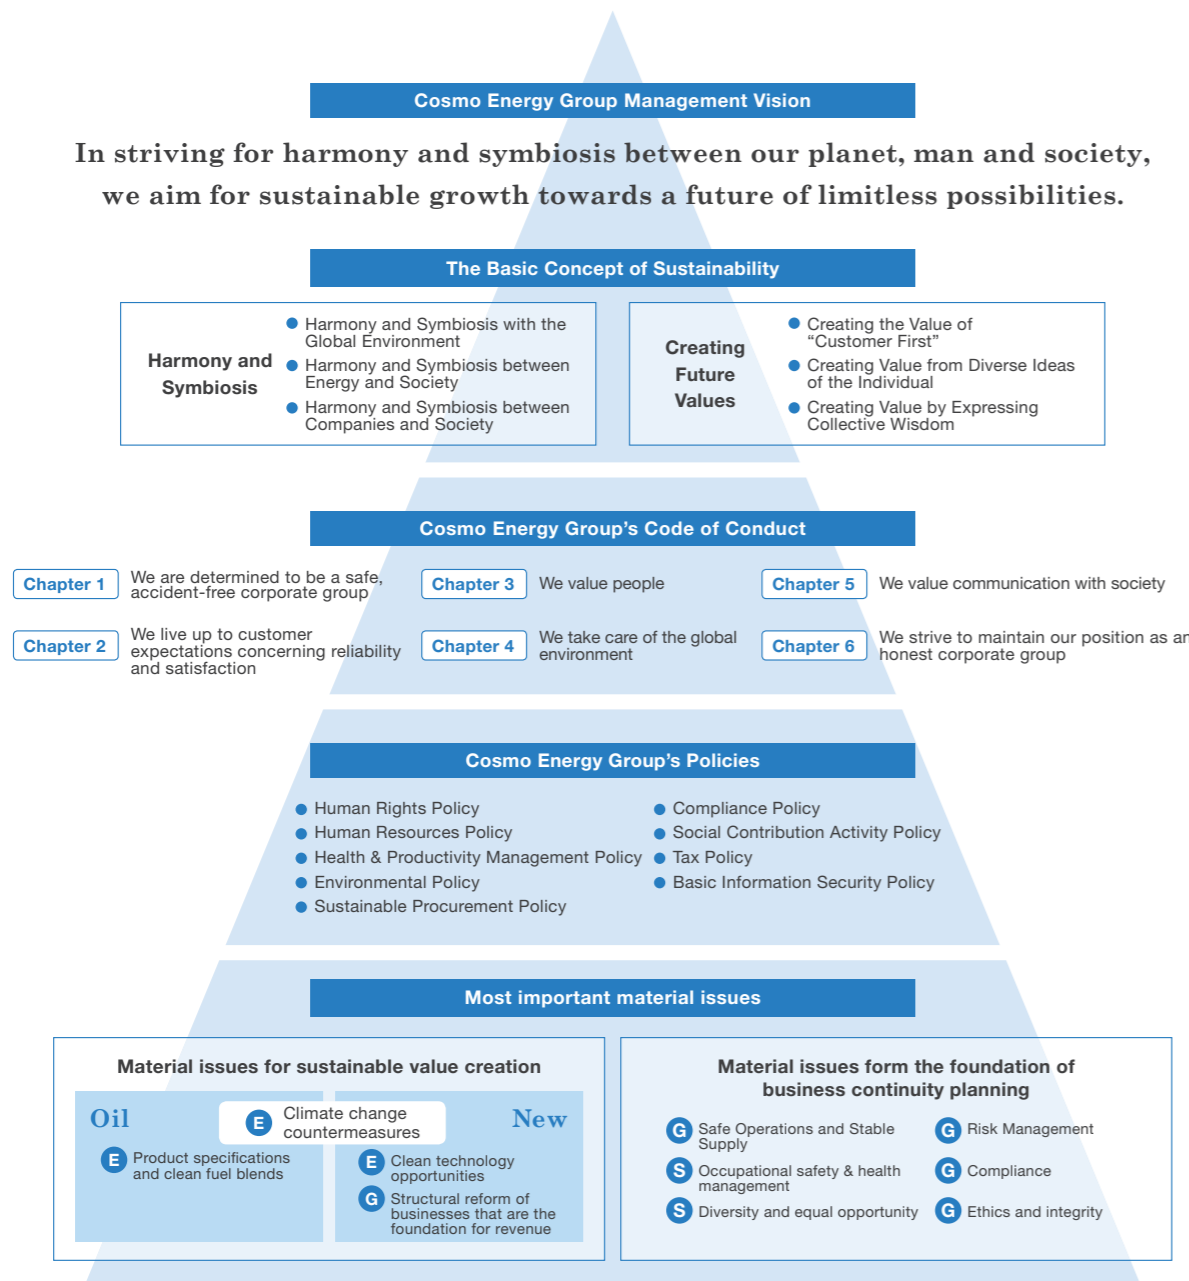 Cosmo Energy Group Management Vision
In striving for harmony and symbiosis between our planet, man and society,
we aim for sustainable growth towards a future of limitless possibilities.
The Basic Concept of Sustainability
Harmony and
Symbiosis
Harmony and Symbiosis with the
Global Environment
Harmony and Symbiosis between
Energy and Society
Harmony and Symbiosis between
Companies and Society
Creating
Future
Values
Creating the Value of
“Customer First”
Creating Value from Diverse Ideas
of the Individual
Creating Value by Expressing
Collective Wisdom
Cosmo Energy Group’s Code of Conduct
Chapter 1
We are determined to be a safe,
accident-free corporate group
Chapter 2
We live up to customer
expectations concerning reliability
and satisfaction
Chapter 3
We value people
Chapter 4
We take care of the global
environment
Chapter 5
We value communication with society
Chapter 6
We strive to maintain our position as an
honest corporate group
Cosmo Energy Group’s Policies
Human Rights Policy
Human Resources Policy
Health & Productivity Management Policy
Environmental Policy
Sustainable Procurement Policy
Compliance Policy
Social Contribution Activity Policy
Tax Policy
Basic Information Security Policy
Most important material issues
Material issues for sustainable value creation
Oil
E Climate change
countermeasures
New
E Product specifications
and clean fuel blends
E Clean technology
opportunities
G Structural reform of
businesses that are the
foundation for revenue
Material issues form the foundation of
business continuity planning
G Safe Operations and Stable
Supply
S Occupational safety & health
management
S Diversity and equal opportunity
G Risk Management
G Compliance
G Ethics and integrity